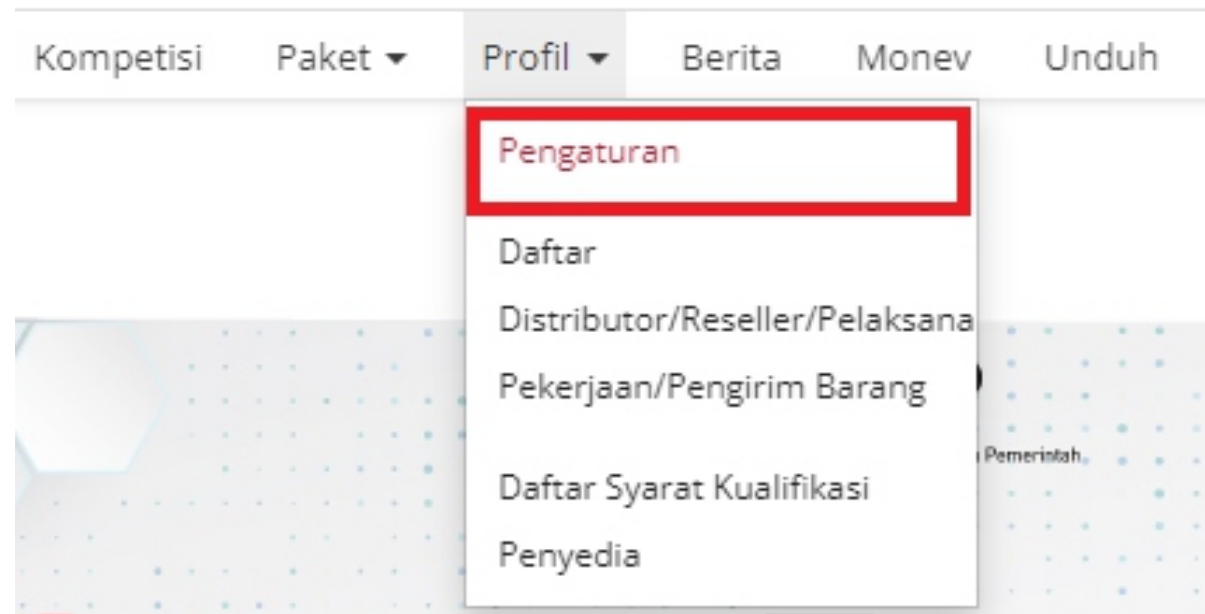 Kompetisi Paket Profil Berita Monev Unduh
Pengaturan
Daftar
Distributor/Reseller/Pelaksana
Pekerjaan/Pengirim Barang
Pemerintah.
Daftar Syarat Kualifikasi
Penyedia